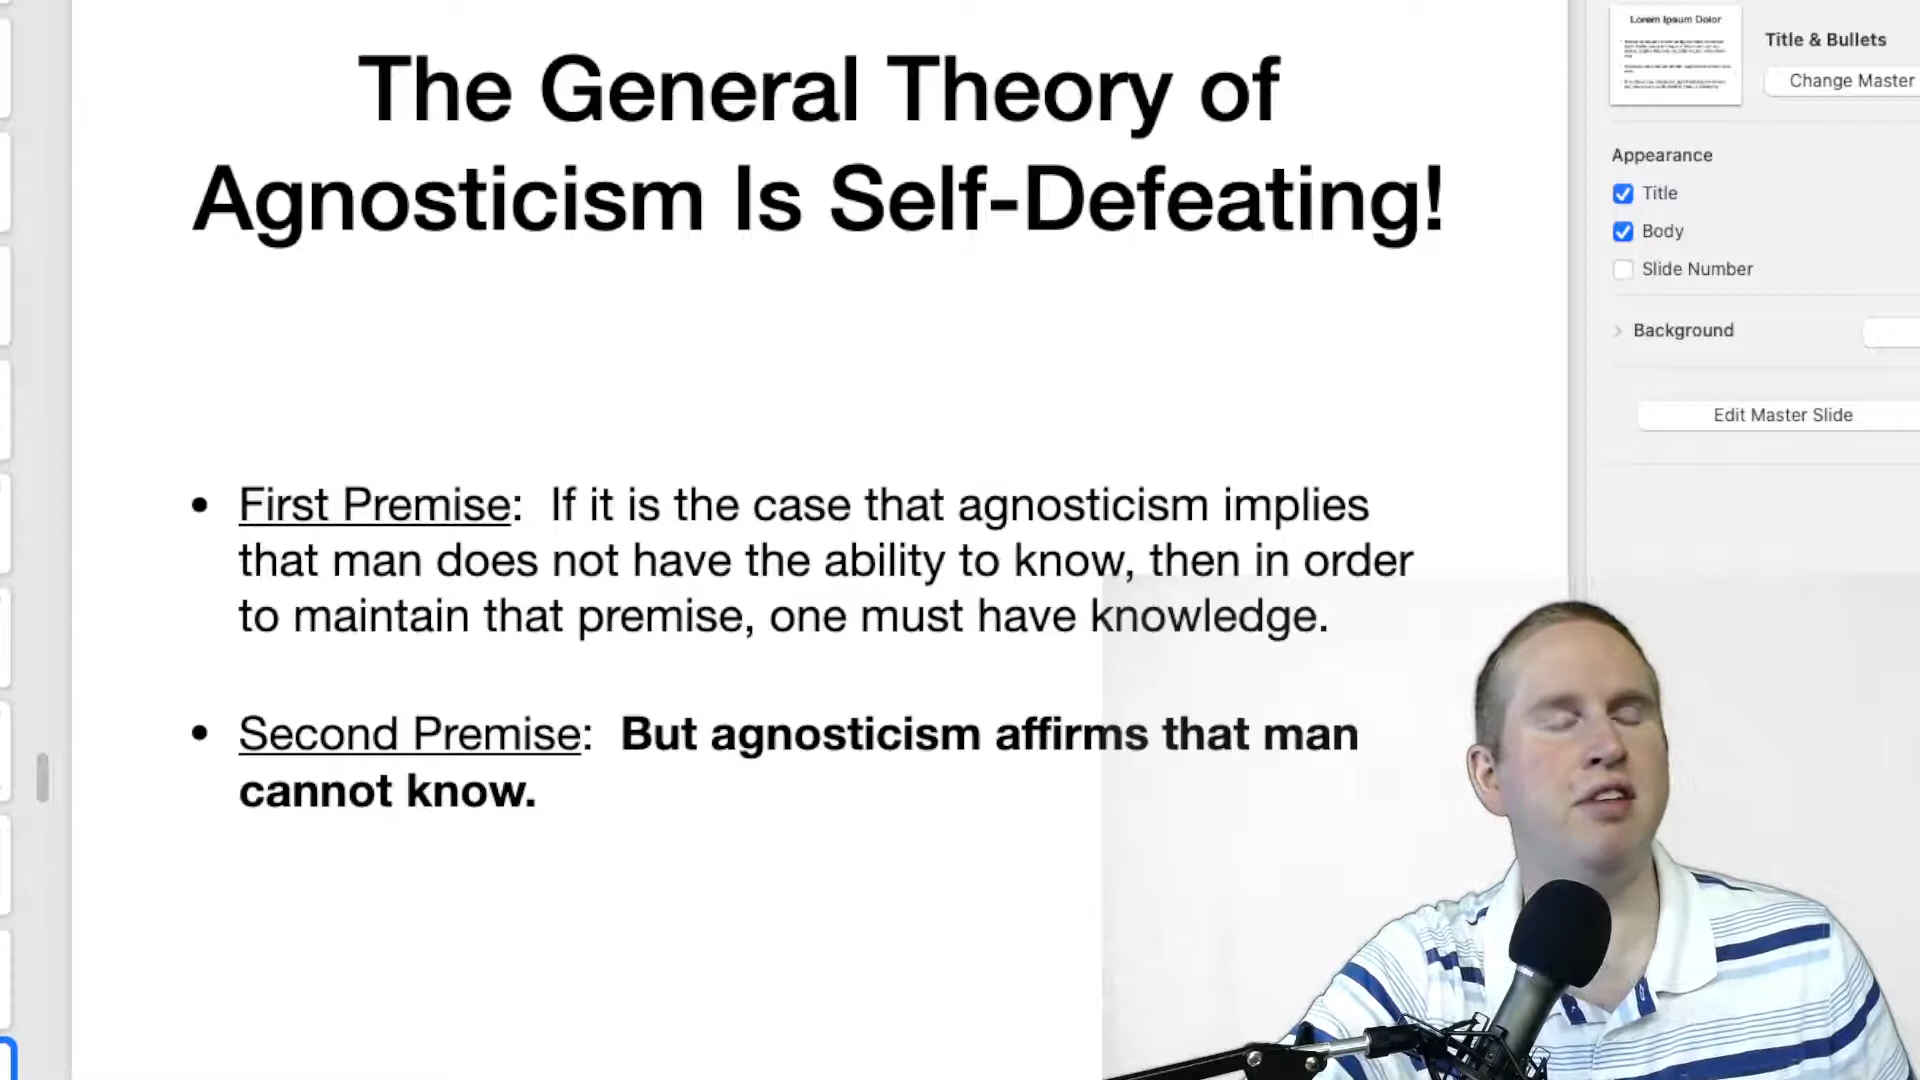 The General Theory of
Agnosticism Is Self-Defeating!
• First Premise: If it is the case that agnosticism implies
that man does not have the ability to know, then in order
to maintain that premise, one must have knowledge.
• Second Premise: But agnosticism affirms that man
cannot know.
Lorem Ipsum Dolor
Title & Bullets
Change Master
Appearance
Title
Body
Slide Number
Background
Edit Master Slide